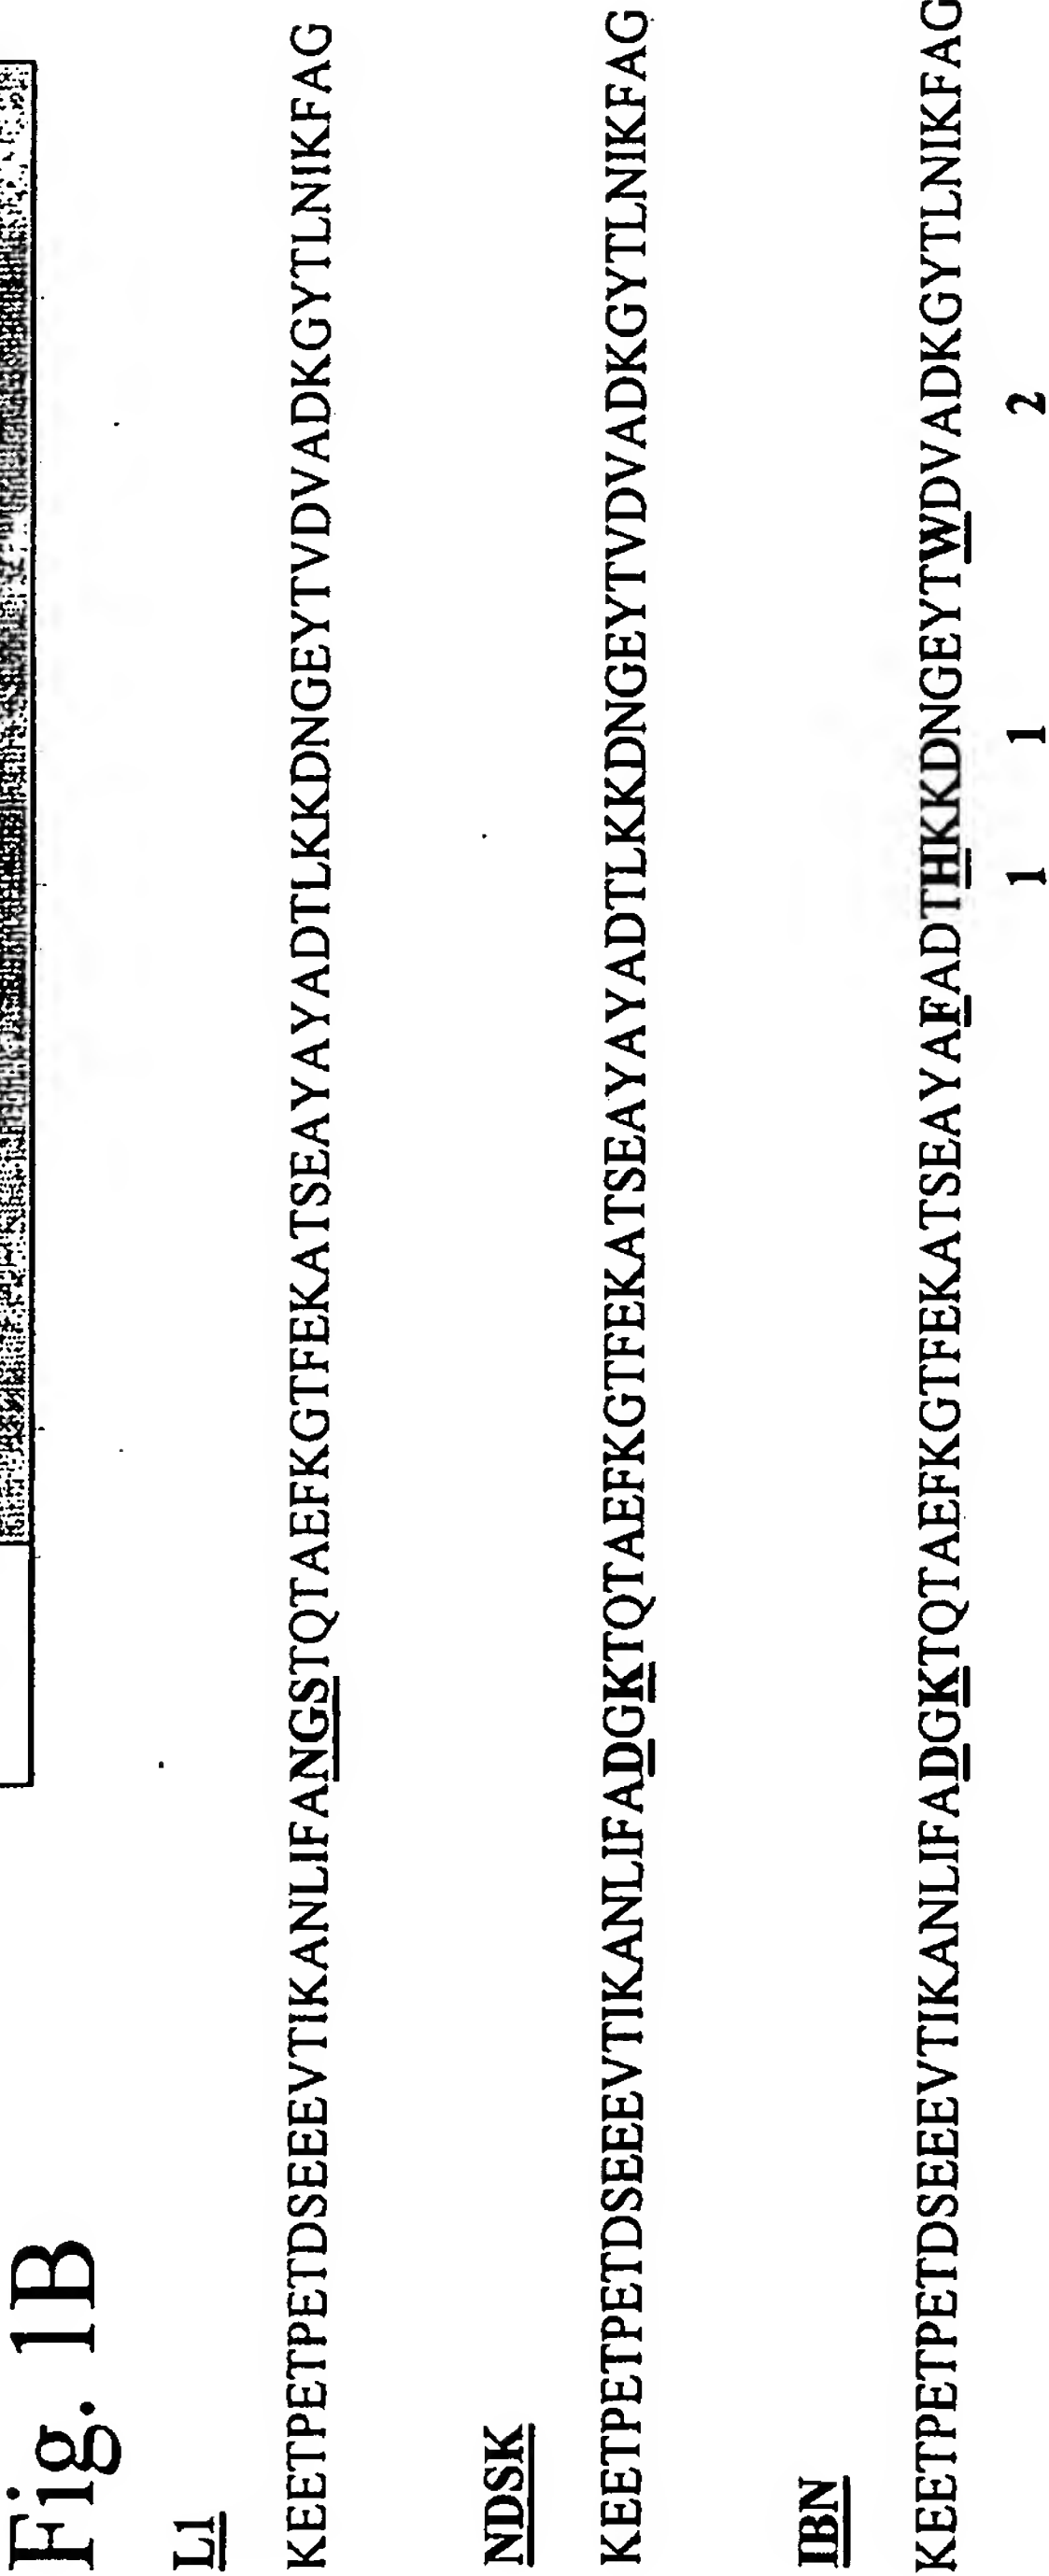 Fig. 1B
L1
KEETPETPETDSEEEVTIKANLIFANGSTQTAEFKGTFEKATSEAYAYADTLKKDNGEYTVDVADKGYTLNIKFAG
NDSK
KEETPETPETDSEEEVTIKANLIFADGKTQTAEFKGTFEKATSEAYAYADTLKKDNGEYTVDVADKGYTLNIKFAG
IBN
KEETPETPETDSEEEVTIKANLIFADGKTQTAEFKGTFEKATSEAYAFADTHKKDNGEYTWDVADKGYTLNIKFAG
1 1 2